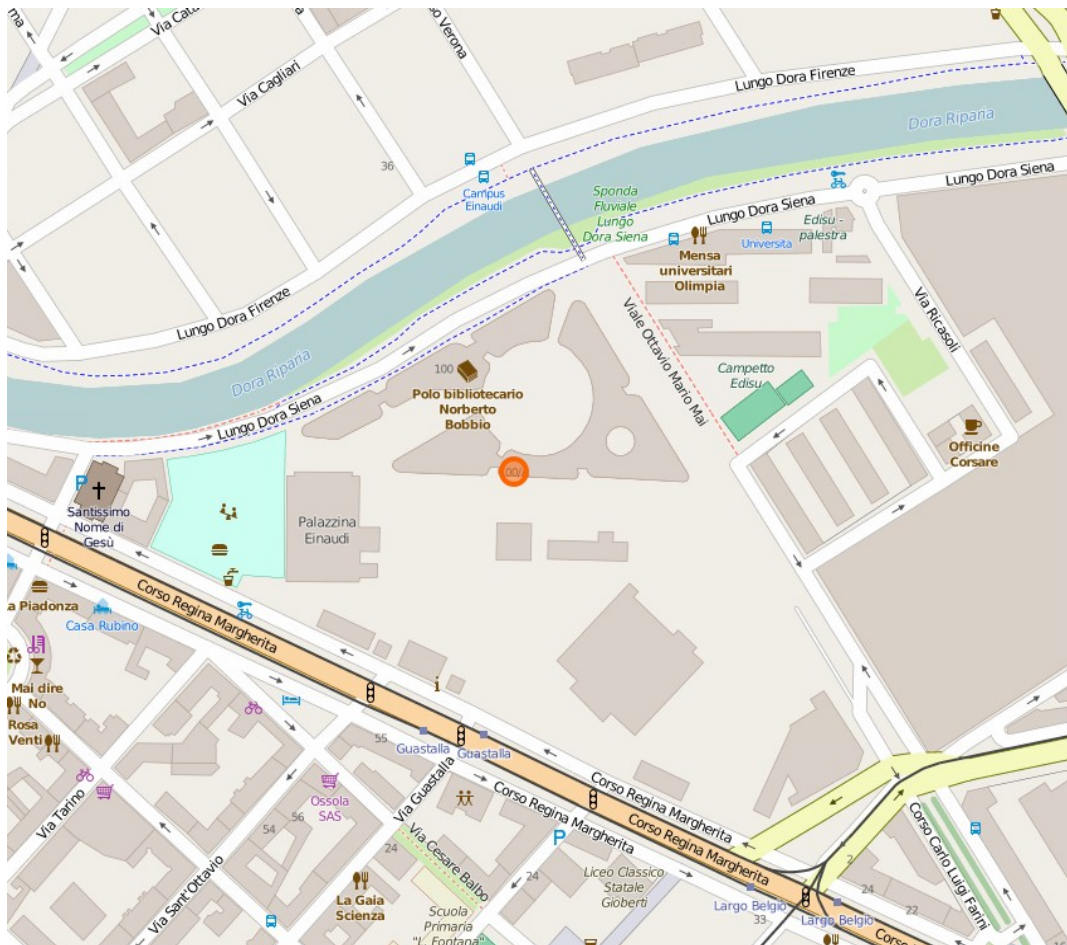 Via Cagliari
Lungo Dora Firenze
Dora Riparia
36
Campus
Einaudi
Sponda
Fluviale
Lungo
Dora Siena
Lungo Dora Siena
Lungo Dora Siena
Edisu -
palestra
Università
Mensa
universitari
Olimpia
Lungo Dora Firenze
Viale Ottavio Mario Mai
Via Ricasoli
Dora Riparia
100
Polo bibliotecario
Norberto
Bobbio
Campetto
Edisu
Lungo Dora Siena
Officine
Corsare
P
Santissimo
Nome di
Gesù
Palazzina
Einaudi
Corso Regina Margherita
Piadonza
Casa Rubino
Mai dire
No
Rosa
Venti
i
Guastalla
Guastalla
55
Ossola
SAS
56
54
Via Tarino
Via Sant'Ottavio
Via Guastalla
24
Via Cesare Balbo
Corso Regina Margherita
Corso Regina Margherita
Corso Regina Margherita
P
La Gaia
Scienza
24
Liceo Classico
Statale
Gioberti
Scuola
Primaria
"L. Fontana"
Largo Belgio
Largo Belgio
33
2
24
22
Corso
Corso Carlo Luigi Farini